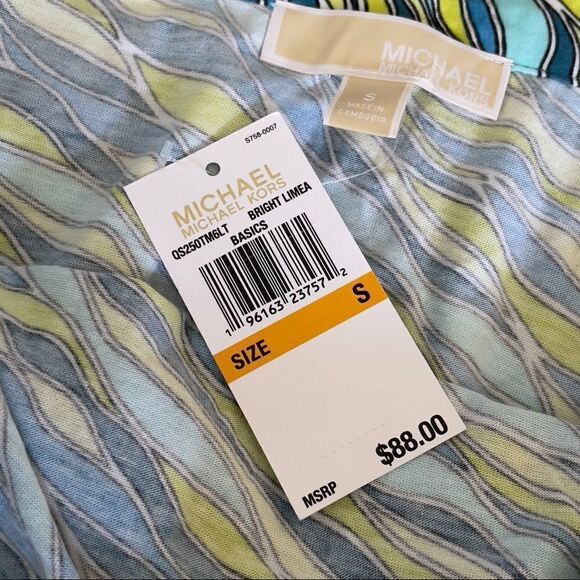 MICHAEL
MICHAEL KORS
S
MADE IN
CAMBODIA
S758-0007
MICHAEL
MICHAEL KORS
QS250TM6LT BRIGHT LIMEA
BASICS
1 96163 23757 2
SIZE S
MSRP $88.00